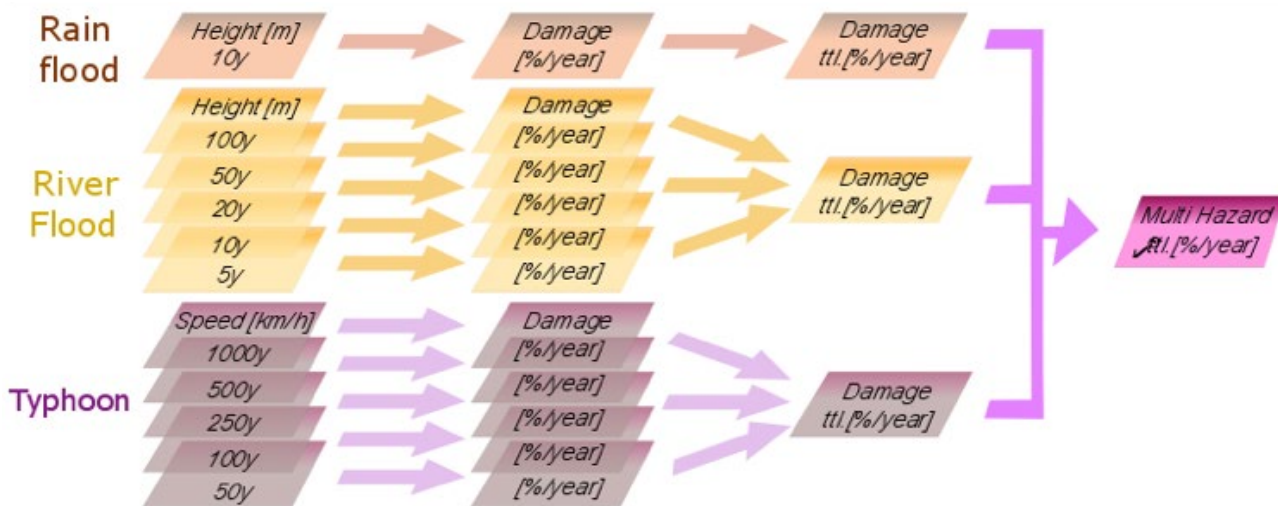 Rain
flood
Height [m]
10y
Damage
[%/year]
Damage
ttl.[%/year]
River
Flood
Height [m]
100y
50y
20y
10y
5y
Damage
[%/year]
[%/year]
[%/year]
[%/year]
[%/year]
Damage
ttl.[%/year]
Multi Hazard
ttl.[%/year]
Typhoon
Speed [km/h]
1000y
500y
250y
100y
50y
Damage
[%/year]
[%/year]
[%/year]
[%/year]
[%/year]
Damage
ttl.[%/year]